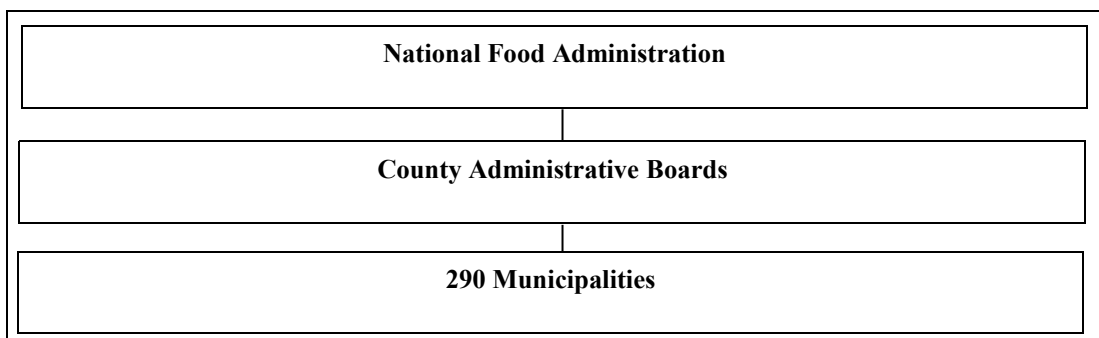 National Food Administration
County Administrative Boards
290 Municipalities